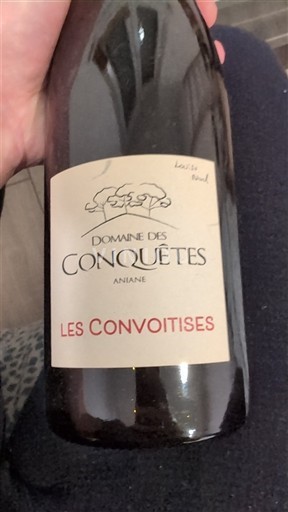 DOMAINE DES
CONQUÊTES
ANIANE
LES CONVOITISES